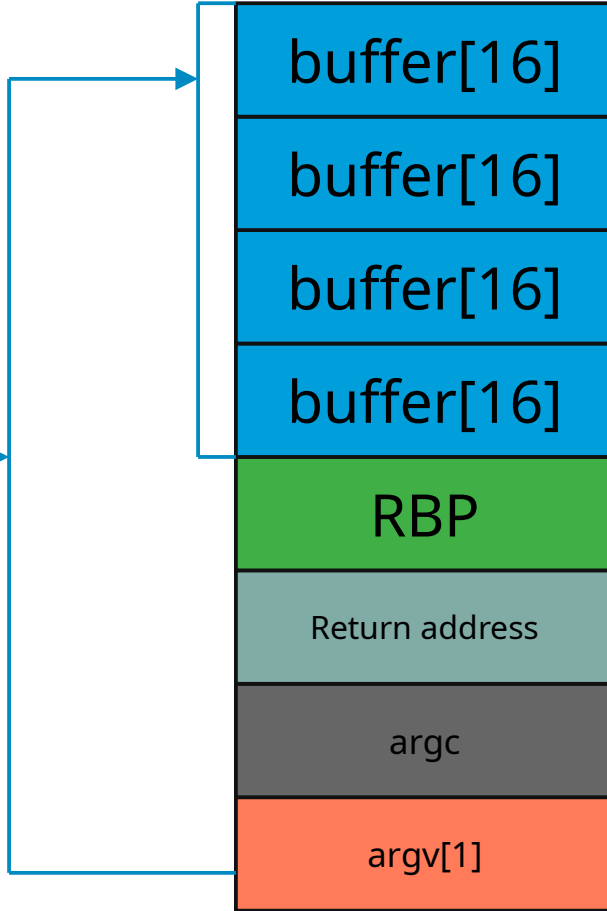 buffer[16]
buffer[16]
buffer[16]
buffer[16]
RBP
Return address
argc
argv[1]